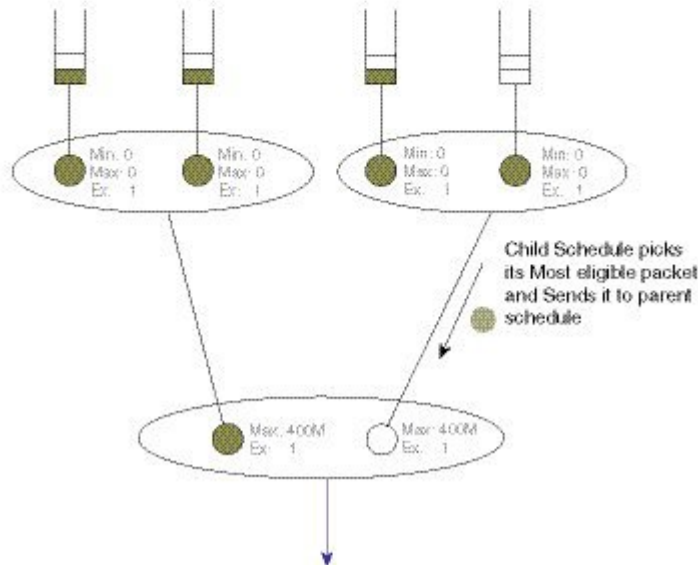 Min: 0
Max: 0
Ex: 1
Min: 0
Max: 0
Ex: 1
Min: 0
Max: 0
Ex: 1
Min: 0
Max: 0
Ex: 1
Child Schedule picks
its Most eligible packet
and Sends it to parent
schedule
Max: 400M
Ex: 1
Max: 400M
Ex: 1